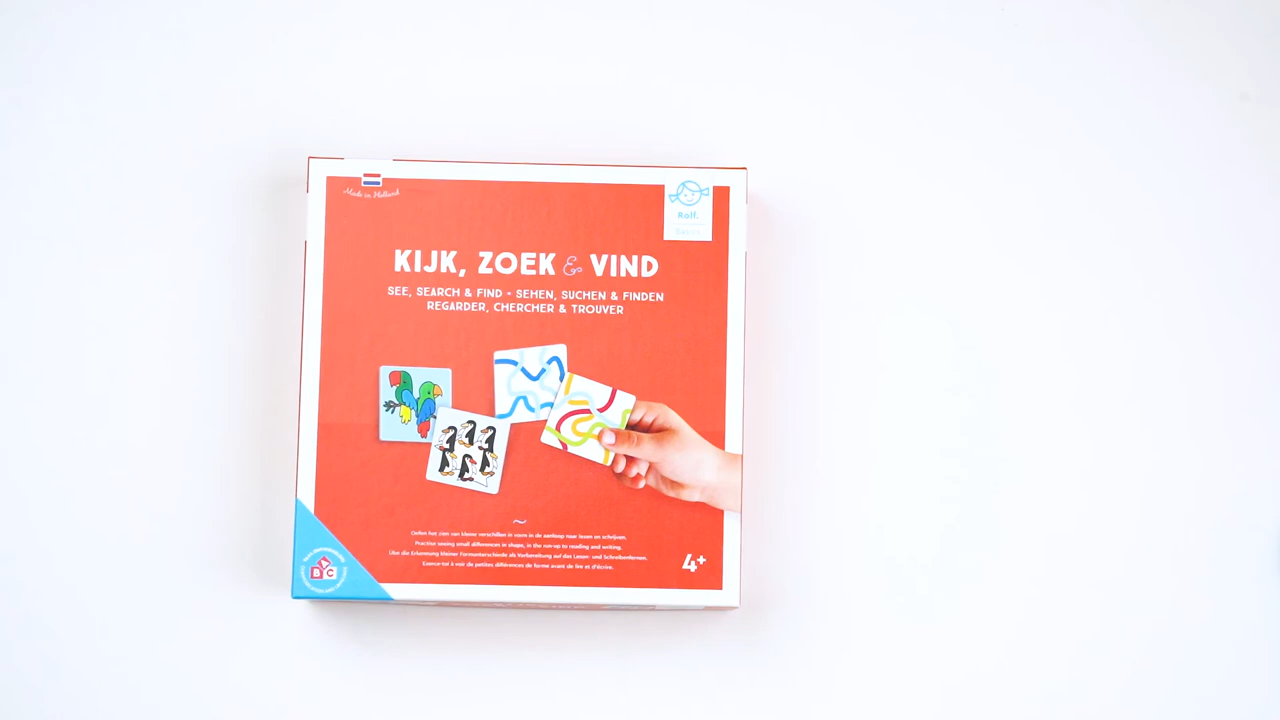 Made in Holland
Rolf.
Basics
KIJK, ZOEK & VIND
SEE, SEARCH & FIND - SEHEN, SUCHEN & FINDEN
REGARDER, CHERCHER & TROUVER
Oefen het zien van kleine verschillen in vorm in de aanloop naar lezen en schrijven.
Practise seeing small differences in shape, in the run-up to reading and writing.
Über die Erkennung kleiner Formunterschiede als Vorbereitung auf das Lesen- und Schreibenlernen.
Exerce-toi à voir de petites différences de forme avant de lire et d'écrire.
4+
A
B C